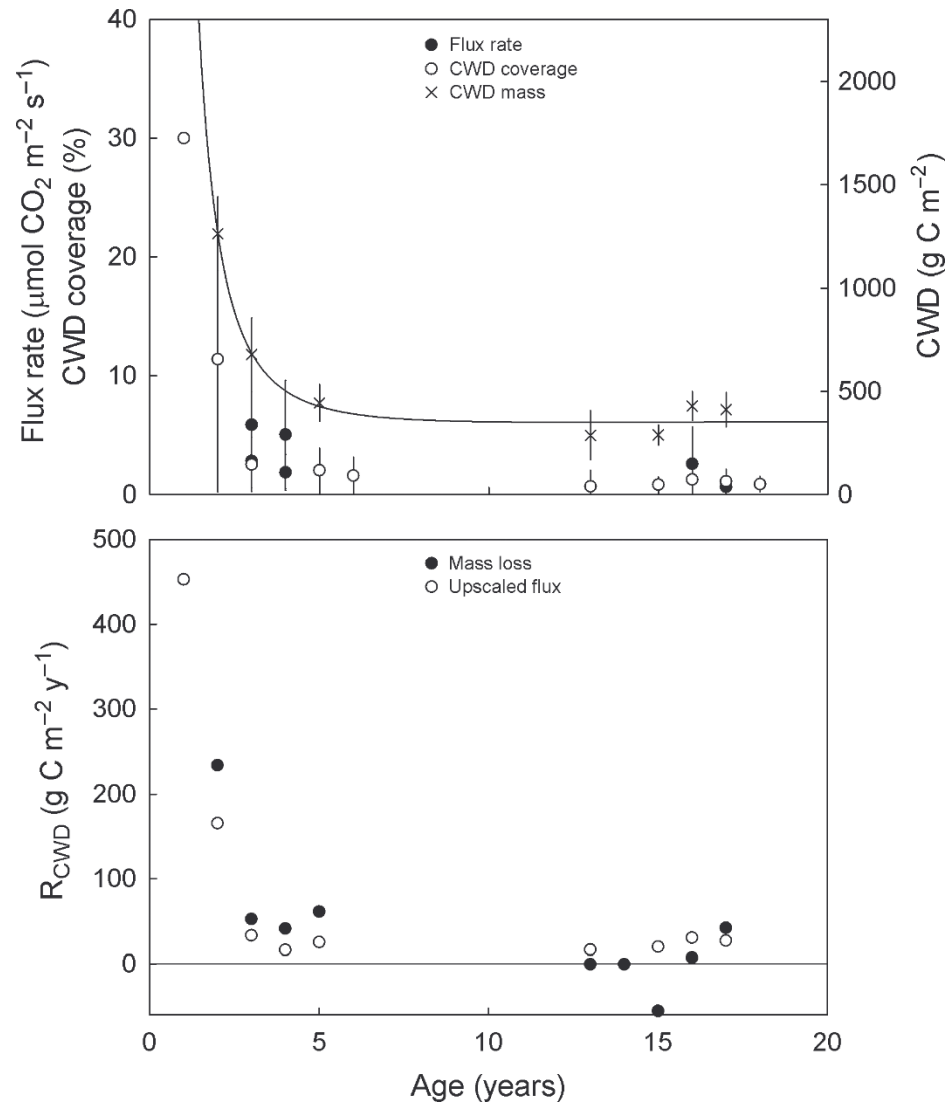 Flux rate (μmol CO₂ m⁻² s⁻¹)
CWD coverage (%)
40
30
20
10
0
Flux rate
CWD coverage
CWD mass
2000
1500
1000
500
0
CWD (g C m⁻²)
R_CWD (g C m⁻² y⁻¹)
500
400
300
200
100
0
Mass loss
Upscaled flux
0 5 10 15 20
Age (years)